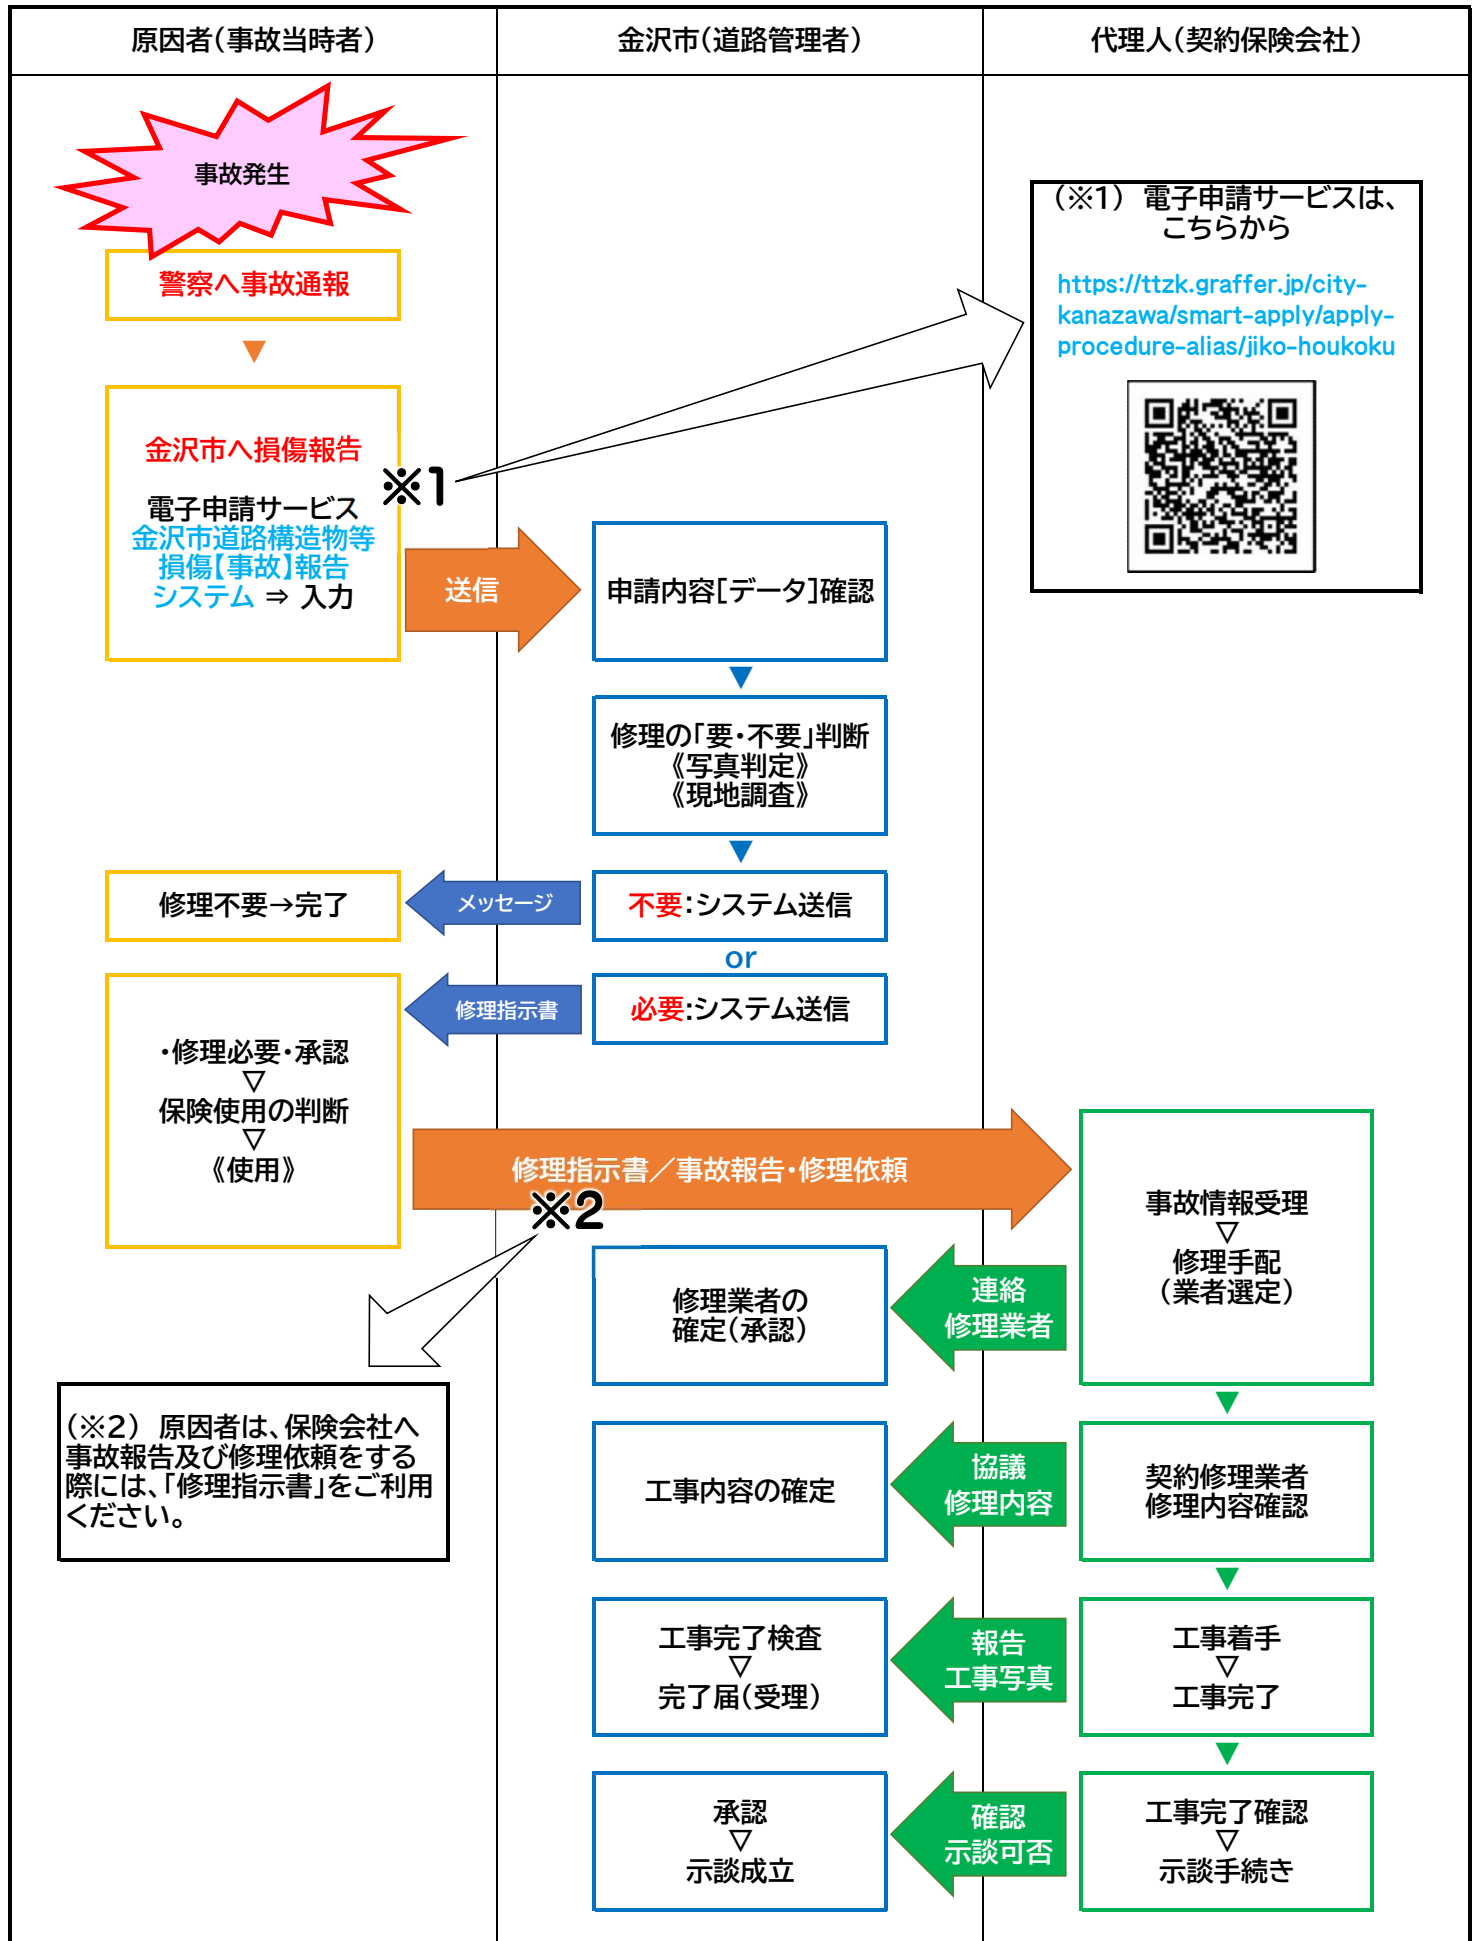 原因者（事故当時者）
金沢市（道路管理者）
代理人（契約保険会社）
事故発生
警察へ事故通報
▼
金沢市へ損傷報告
電子申請サービス
金沢市道路構造物等
損傷【事故】報告
システム ⇒ 入力
※1
（※1） 電子申請サービスは、
こちらから
https://ttzk.graffer.jp/city-
kanazawa/smart-apply/apply-
procedure-alias/jiko-houkoku
送信
申請内容［データ］確認
▼
修理の「要・不要」判断
《写真判定》
《現地調査》
▼
修理不要→完了
メッセージ
不要：システム送信
or
修理指示書
必要:システム送信
・修理必要・承認
▽
保険使用の判断
▽
《使用》
修理指示書／事故報告・修理依頼
※2
事故情報受理
▽
修理手配
（業者選定）
連絡
修理業者
修理業者の
確定（承認）
▼
（※2） 原因者は、保険会社へ
事故報告及び修理依頼をする
際には、「修理指示書」をご利用
ください。
工事内容の確定
協議
修理内容
契約修理業者
修理内容確認
▼
工事完了検査
▽
完了届（受理）
報告
工事写真
工事着手
▽
工事完了
▼
承認
▽
示談成立
確認
示談可否
工事完了確認
▽
示談手続き